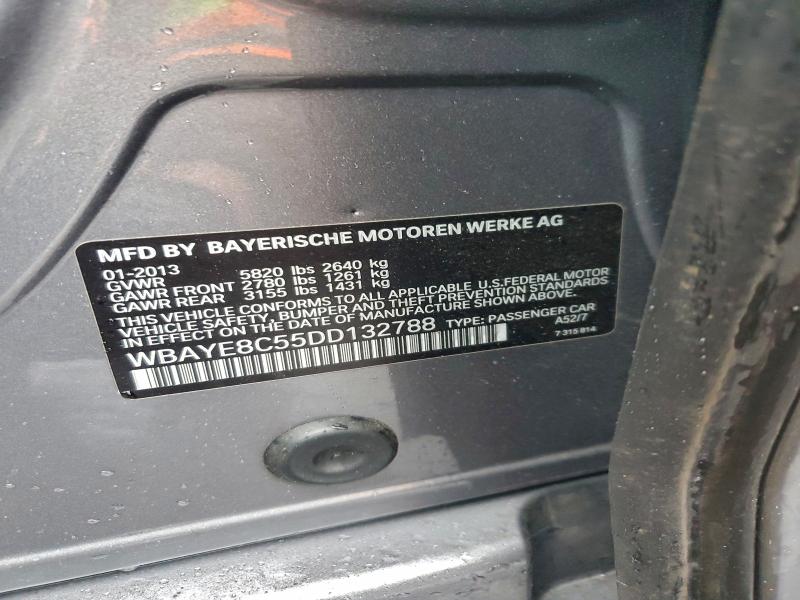 MFD BY BAYERISCHE MOTOREN WERKE AG
01-2013
GVWR 5820 lbs 2640 kg
GAWR FRONT 2780 lbs 1261 kg
GAWR REAR 3155 lbs 1431 kg
THIS VEHICLE CONFORMS TO ALL APPLICABLE U.S.FEDERAL MOTOR
VEHICLE SAFETY, BUMPER, AND THEFT PREVENTION STANDARDS
IN EFFECT ON THE DATE OF MANUFACTURE SHOWN ABOVE.
WBAYE8C55DD132788 TYPE: PASSENGER CAR
A52/7
7 315 814